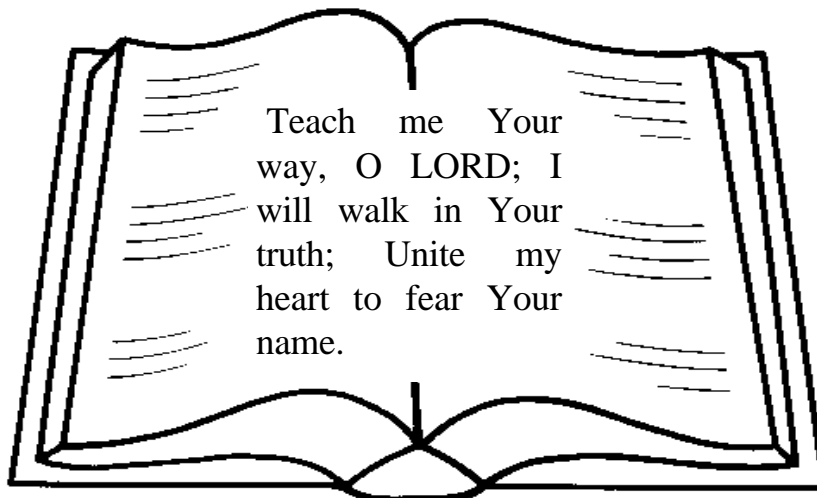 Teach me Your
way, O LORD; I
will walk in Your
truth; Unite my
heart to fear Your
name.